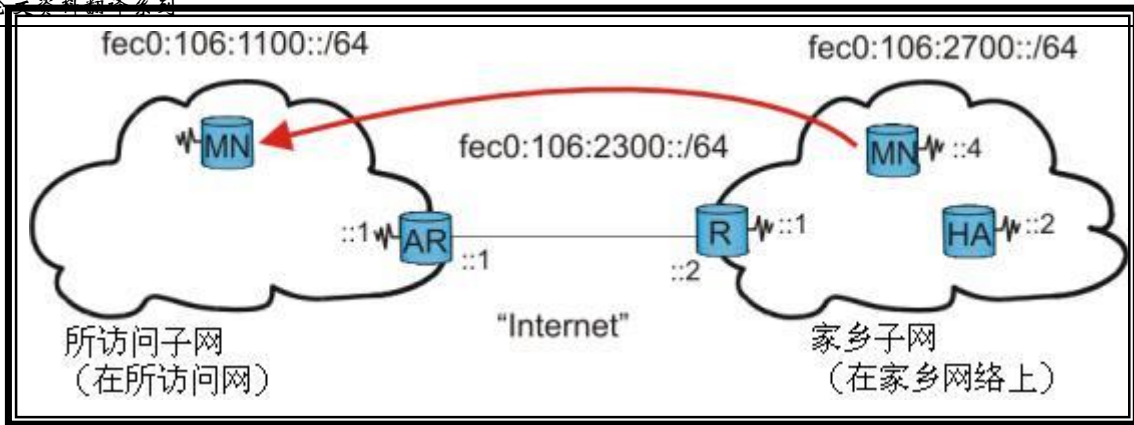 fec0:106:1100::/64
fec0:106:2700::/64
MN
fec0:106:2300::/64
MN
::4
::1
AR
::1
R
::1
::2
HA
::2
“Internet”
所访问子网
（在所访问网）
家乡子网
（在家乡网络上）